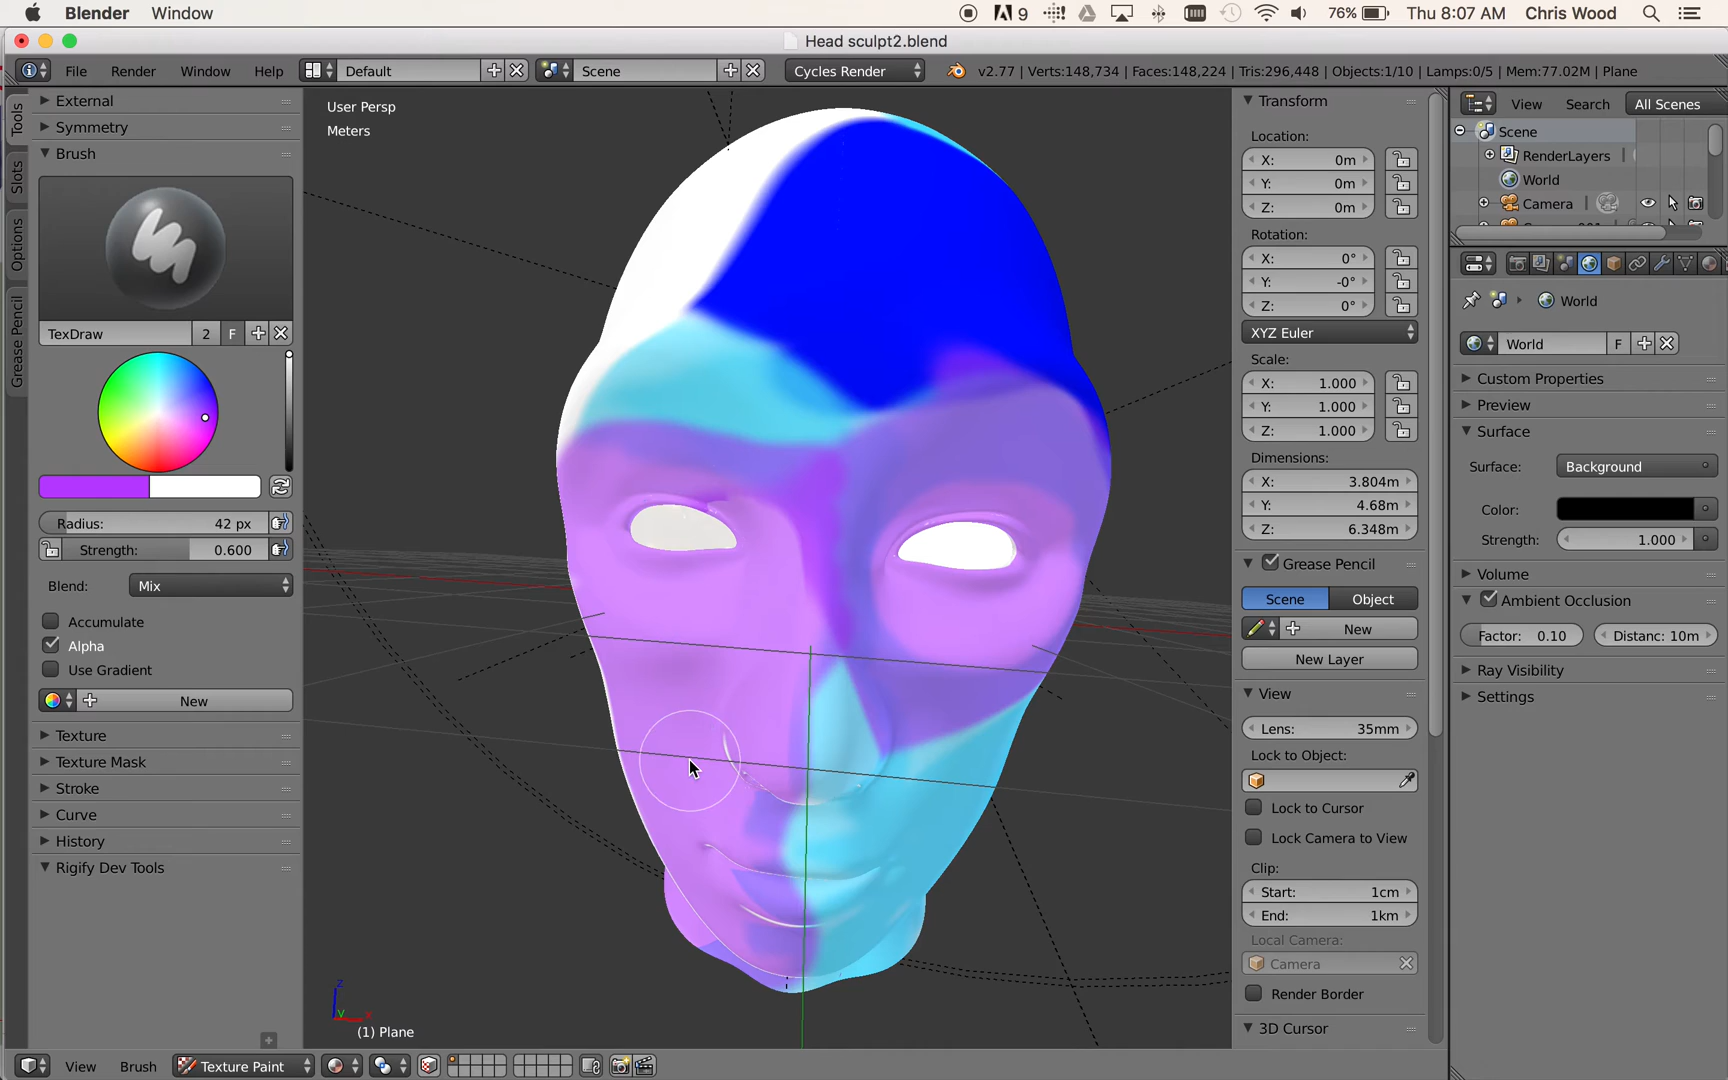 Blender Window 9 76% Thu 8:07 AM Chris Wood
Head sculpt2.blend
File Render Window Help Default Scene Cycles Render v2.77 | Verts:148,734 | Faces:148,224 | Tris:296,448 | Objects:1/10 | Lamps:0/5 | Mem:77.02M | Plane
Tools
Slots
Options
Grease Pencil
External
Symmetry
Brush
TexDraw 2 F
Radius: 42 px
Strength: 0.600
Blend: Mix
Accumulate
Alpha
Use Gradient
New
Texture
Texture Mask
Stroke
Curve
History
Rigify Dev Tools
User Persp
Meters
z
y
x
(1) Plane
View Brush Texture Paint
Transform
Location:
X: 0m
Y: 0m
Z: 0m
Rotation:
X: 0°
Y: -0°
Z: 0°
XYZ Euler
Scale:
X: 1.000
Y: 1.000
Z: 1.000
Dimensions:
X: 3.804m
Y: 4.68m
Z: 6.348m
Grease Pencil
Scene Object
New
New Layer
View
Lens: 35mm
Lock to Object:
Lock to Cursor
Lock Camera to View
Clip:
Start: 1cm
End: 1km
Local Camera:
Camera
Render Border
3D Cursor
View Search All Scenes
Scene
RenderLayers
World
Camera
World
World F
Custom Properties
Preview
Surface
Surface: Background
Color:
Strength: 1.000
Volume
Ambient Occlusion
Factor: 0.10 Distanc: 10m
Ray Visibility
Settings